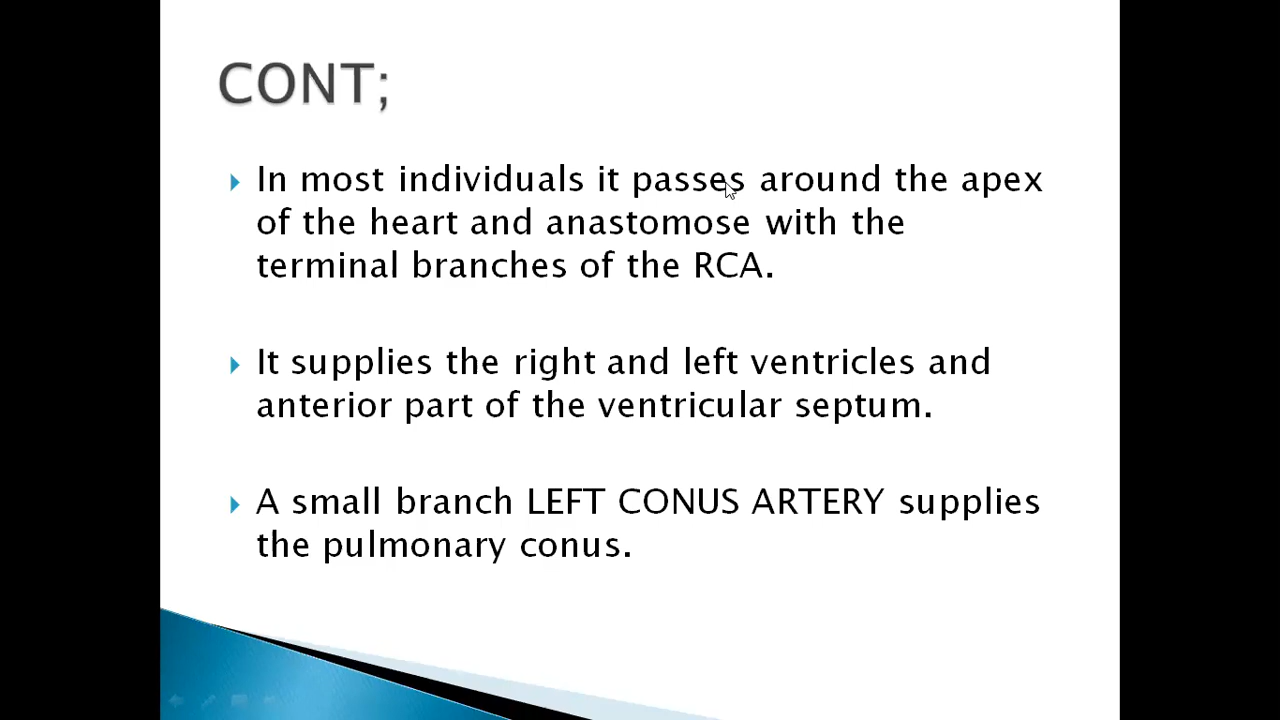 CONT;
In most individuals it passes around the apex
of the heart and anastomose with the
terminal branches of the RCA.
It supplies the right and left ventricles and
anterior part of the ventricular septum.
A small branch LEFT CONUS ARTERY supplies
the pulmonary conus.